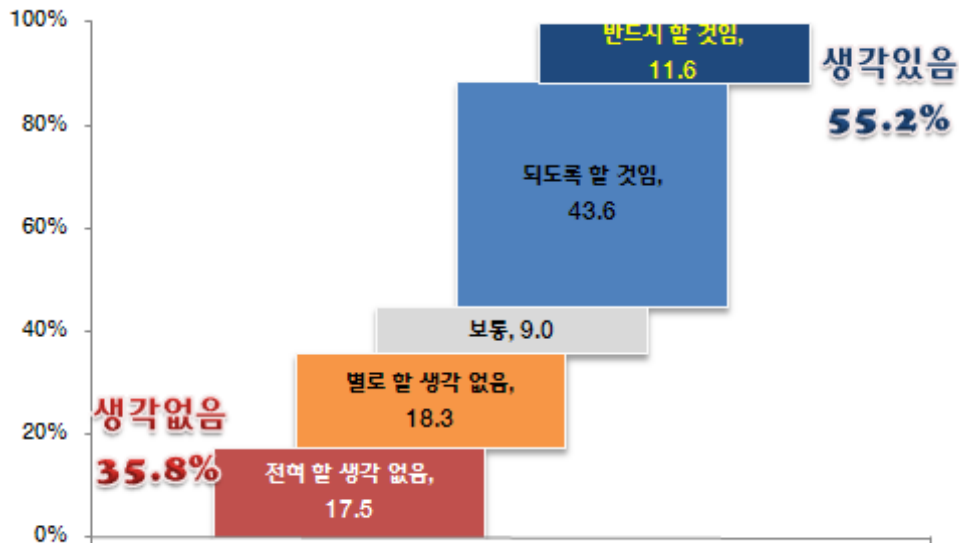 100%
80%
60%
40%
20%
0%
반드시 할 것임,
11.6
생각있음
55.2%
되도록 할 것임,
43.6
보통, 9.0
별로 할 생각 없음,
18.3
생각없음
35.8%
전혀 할 생각 없음,
17.5